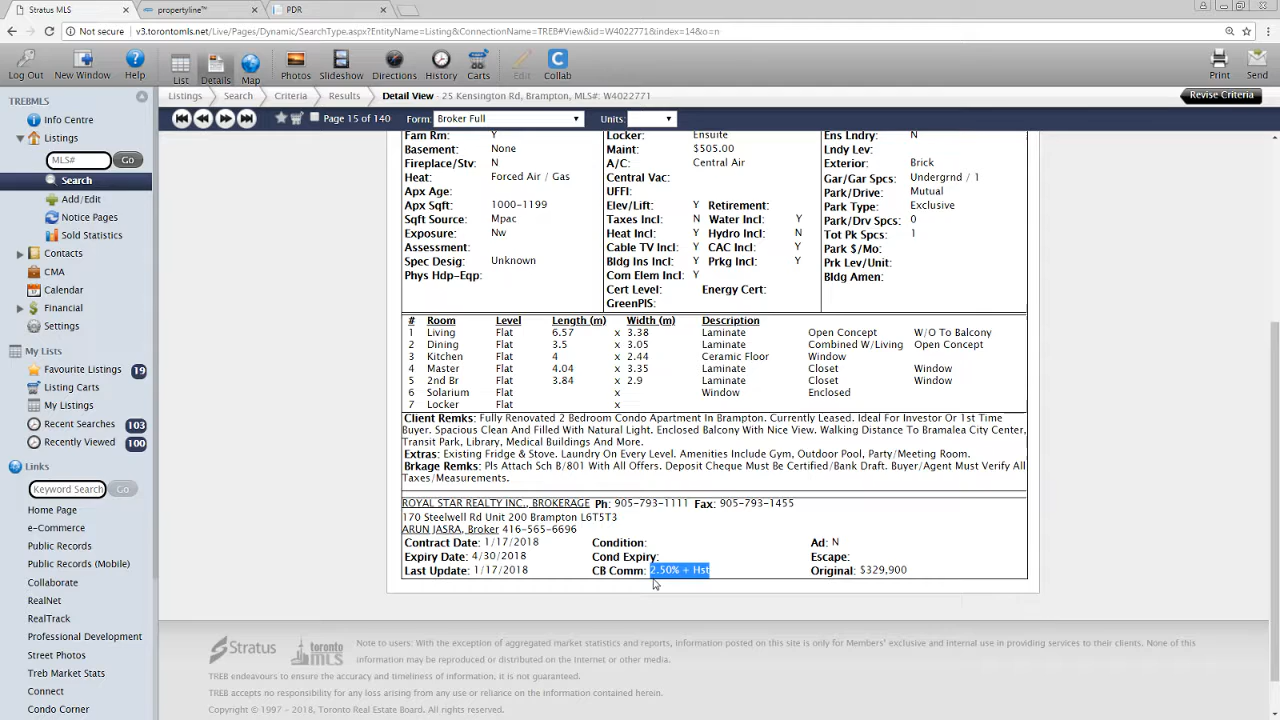 Stratus MLS
propertyline™
PDR
Not secure | v3.torontomls.net/Live/Pages/Dynamic/SearchType.aspx?EntityName=Listing&ConnectionName=TREB#View&id=W4022771&index=14&o=n
Log Out New Window Help List Details Map Photos Slideshow Directions History Carts Edit Collab Print Send
TREBMLS Listings Search Criteria Results Detail View - 25 Kensington Rd, Brampton, MLS#: W4022771 Revise Criteria
Page 15 of 140 Form: Broker Full Units:
Info Centre
Listings
MLS# Go
Search
Add/Edit
Notice Pages
Sold Statistics
Contacts
CMA
Calendar
Financial
Settings
My Lists
Favourite Listings 19
Listing Carts
My Listings
Recent Searches 103
Recently Viewed 100
Links
Keyword Search Go
Home Page
e-Commerce
Public Records
Public Records (Mobile)
Collaborate
RealNet
RealTrack
Professional Development
Street Photos
Treb Market Stats
Connect
Condo Corner
Fam Rm: Y Locker: Ensuite Ens Lndry: N
Basement: None Maint: $505.00 Lndy Lev:
Fireplace/Stv: N A/C: Central Air Exterior: Brick
Heat: Forced Air / Gas Central Vac: Gar/Gar Spcs: Undergrnd / 1
Apx Age: UFFI: Park/Drive: Mutual
Apx Sqft: 1000-1199 Elev/Lift: Y Retirement: Park Type: Exclusive
Sqft Source: Mpac Taxes Incl: N Water Incl: Y Park/Drv Spcs: 0
Exposure: Nw Heat Incl: Y Hydro Incl: N Tot Pk Spcs: 1
Assessment: Cable TV Incl: Y CAC Incl: Y Park $/Mo:
Spec Desig: Unknown Bldg Ins Incl: Y Prkg Incl: Y Prk Lev/Unit:
Phys Hdp-Eqp: Com Elem Incl: Y Bldg Amen:
Cert Level: Energy Cert:
GreenPIS:
# Room Level Length (m) Width (m) Description
1 Living Flat 6.57 x 3.38 Laminate Open Concept W/O To Balcony
2 Dining Flat 3.5 x 3.05 Laminate Combined W/Living Open Concept
3 Kitchen Flat 4 x 2.44 Ceramic Floor Window
4 Master Flat 4.04 x 3.35 Laminate Closet Window
5 2nd Br Flat 3.84 x 2.9 Laminate Closet Window
6 Solarium Flat x Window Enclosed
7 Locker Flat x
Client Remks: Fully Renovated 2 Bedroom Condo Apartment In Brampton. Currently Leased. Ideal For Investor Or 1st Time
Buyer. Spacious Clean And Filled With Natural Light. Enclosed Balcony With Nice View. Walking Distance To Bramalea City Center,
Transit Park, Library, Medical Buildings And More.
Extras: Existing Fridge & Stove. Laundry On Every Level. Amenities Include Gym, Outdoor Pool, Party/Meeting Room.
Brkage Remks: Pls Attach Sch B/801 With All Offers. Deposit Cheque Must Be Certified/Bank Draft. Buyer/Agent Must Verify All
Taxes/Measurements.
ROYAL STAR REALTY INC., BROKERAGE Ph: 905-793-1111 Fax: 905-793-1455
170 Steelwell Rd Unit 200 Brampton L6T5T3
ARUN JASRA, Broker 416-565-6696
Contract Date: 1/17/2018 Condition: Ad: N
Expiry Date: 4/30/2018 Cond Expiry: Escape:
Last Update: 1/17/2018 CB Comm: 2.50% + Hst Original: $329,900
Stratus toronto MLS
Note to users: With the exception of aggregated market statistics and reports, information posted on this site is only for Members' exclusive and internal use in providing services to their clients. None of this
information may be reproduced or distributed on the Internet or other media.
TREB endeavours to ensure the accuracy and timeliness of information, it is not guaranteed.
TREB accepts no responsibility for any loss arising from any use or reliance on the information contained herein.
Copyright © 1997 - 2018, Toronto Real Estate Board. All rights reserved.